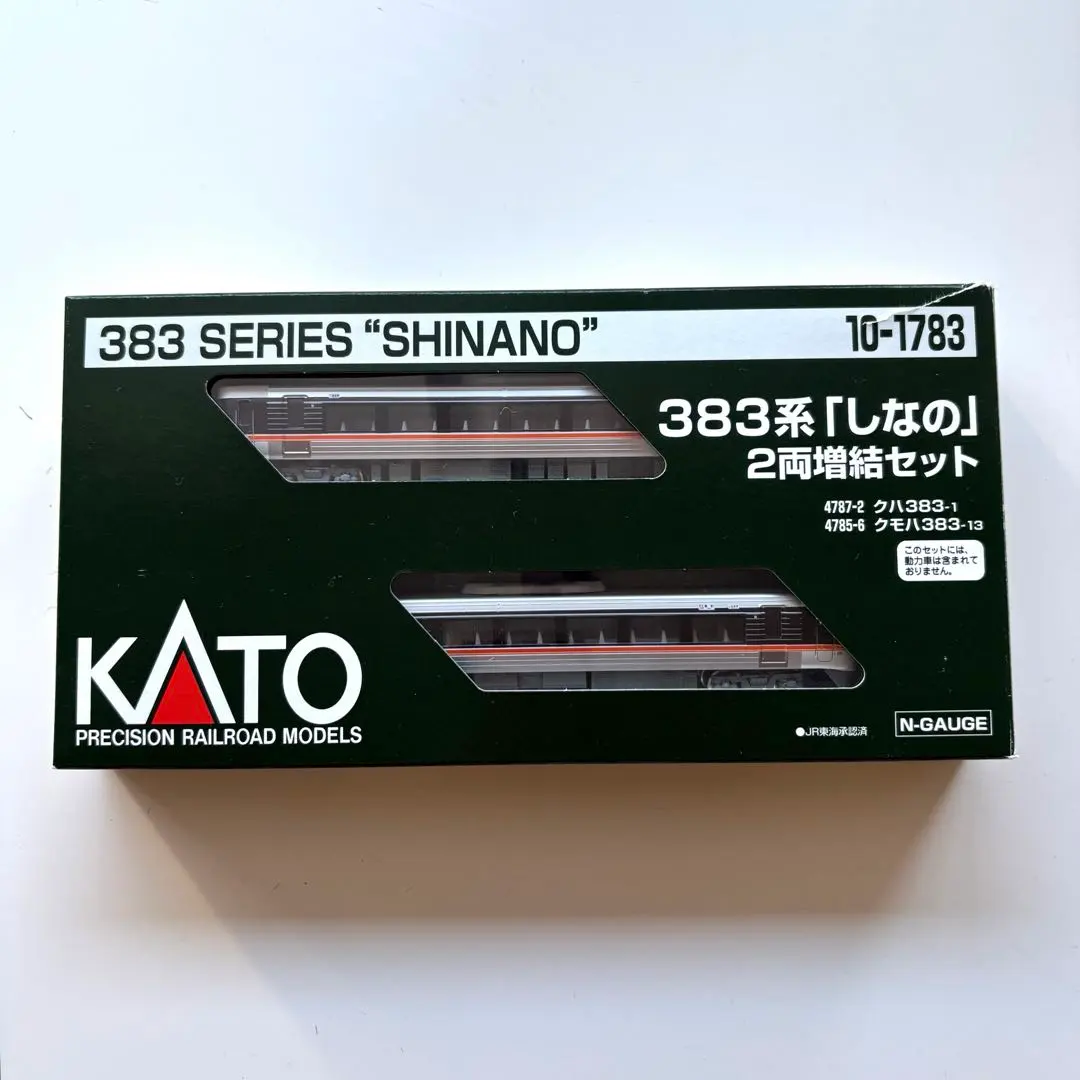 383 SERIES “SHINANO”
10-1783
383系「しなの」
2両増結セット
4787-2 クハ383-1
4785-6 クモハ383-13
このセットには、
動力車は含まれて
おりません。
KATO
PRECISION RAILROAD MODELS
●JR東海承認済
N-GAUGE